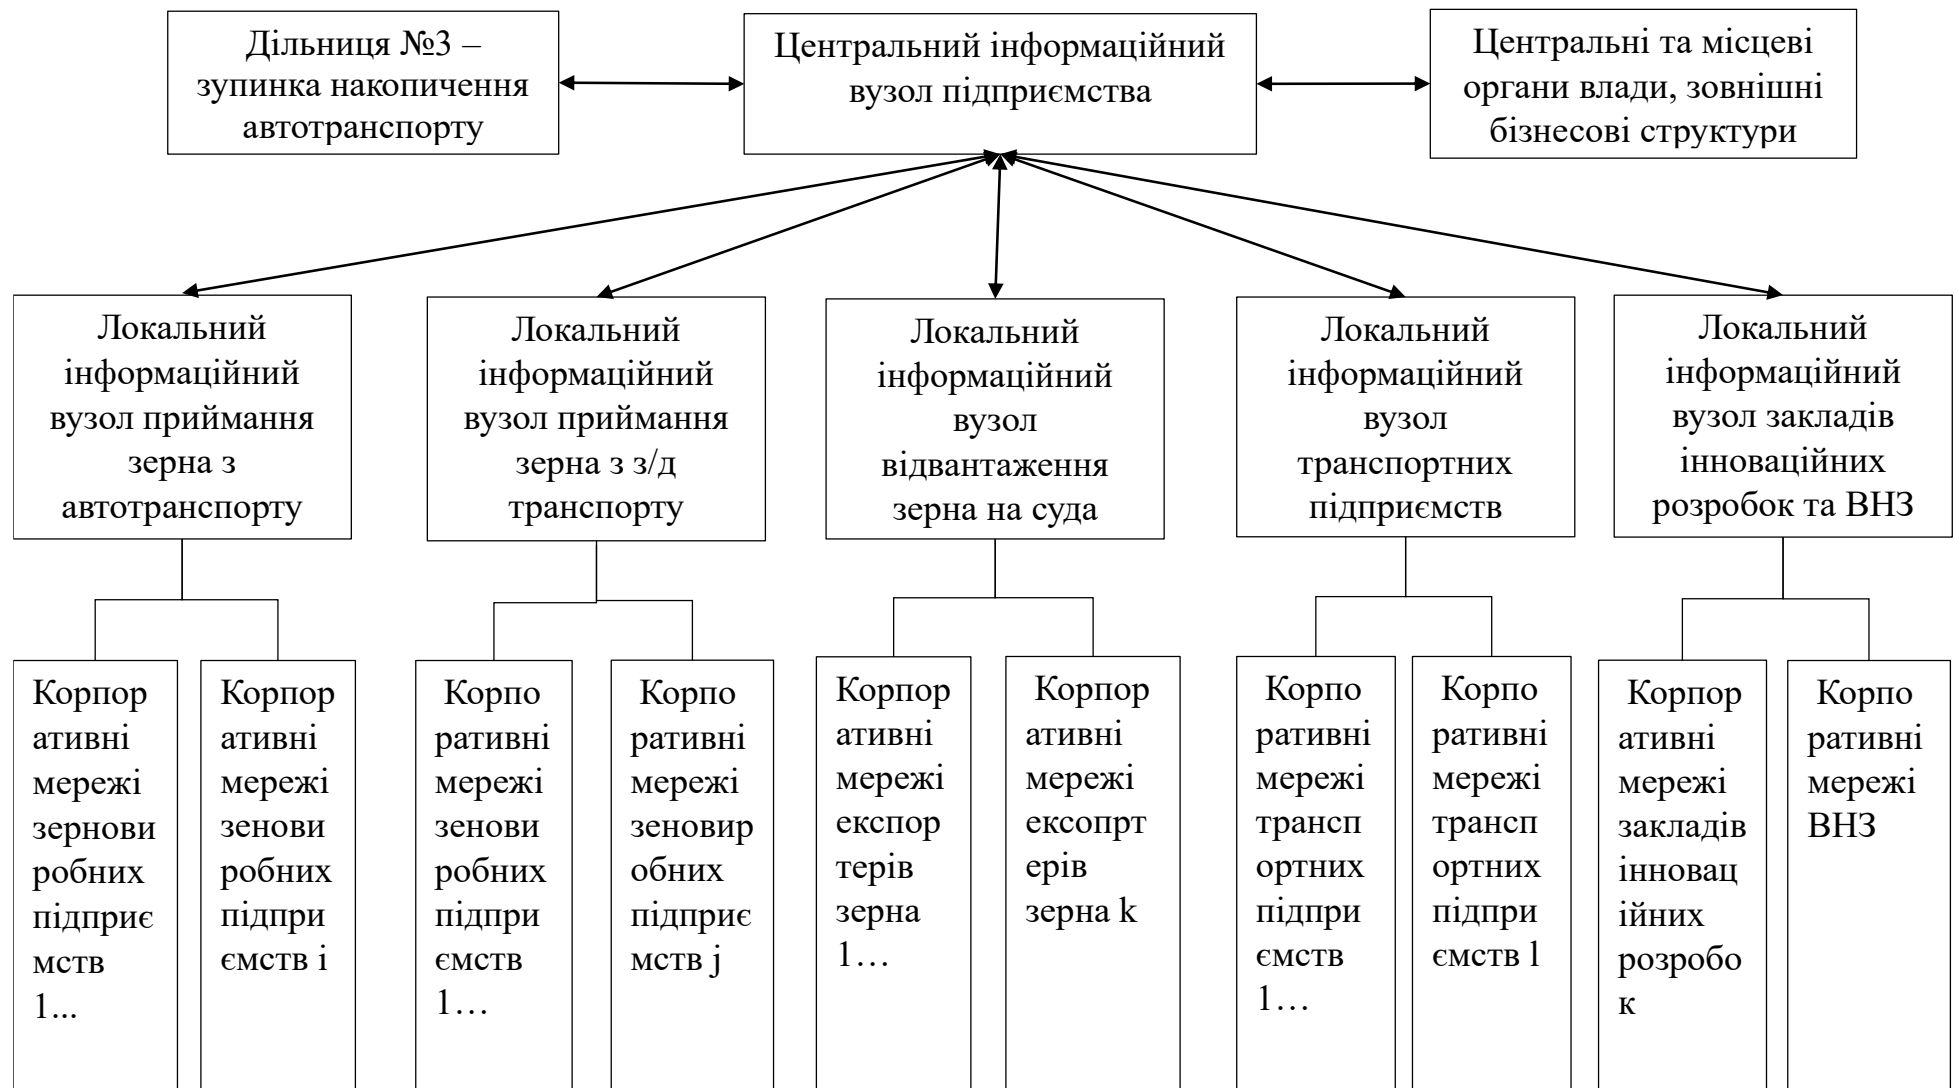 Дільниця №3 –
зупинка накопичення
автотранспорту
Центральний інформаційний
вузол підприємства
Центральні та місцеві
органи влади, зовнішні
бізнесові структури
Локальний
інформаційний
вузол приймання
зерна з
автотранспорту
Локальний
інформаційний
вузол приймання
зерна з з/д
транспорту
Локальний
інформаційний
вузол
відвантаження
зерна на суда
Локальний
інформаційний
вузол
транспортних
підприємств
Локальний
інформаційний
вузол закладів
інноваційних
розробок та ВНЗ
Корпор
ативні
мережі
зернови
робних
підприє
мств
1...
Корпор
ативні
мережі
зенови
робних
підпри
ємств і
Корпо
ративні
мережі
зенови
робних
підпри
ємств
1…
Корпо
ративні
мережі
зеновир
обних
підприє
мств j
Корпор
ативні
мережі
експор
терів
зерна
1…
Корпор
ативні
мережі
ексопрт
ерів
зерна k
Корпо
ративні
мережі
трансп
ортних
підпри
ємств
1…
Корпо
ративні
мережі
трансп
ортних
підпри
ємств l
Корпор
ативні
мережі
закладів
інновац
ійних
розробо
к
Корпо
ративні
мережі
ВНЗ